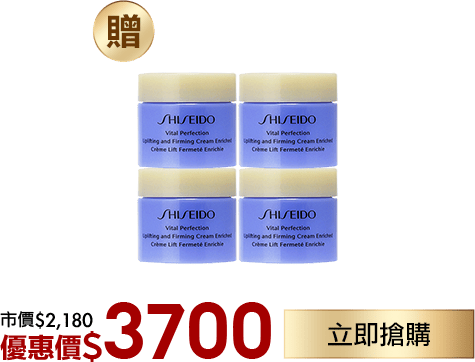 贈
SHISEIDO
Vital Perfection
Uplifting and Firming Cream Enriched
Crème Lift Fermeté Enrichie
SHISEIDO
Vital Perfection
Uplifting and Firming Cream Enriched
Crème Lift Fermeté Enrichie
SHISEIDO
Vital Perfection
Uplifting and Firming Cream Enriched
Crème Lift Fermeté Enrichie
SHISEIDO
Vital Perfection
Uplifting and Firming Cream Enriched
Crème Lift Fermeté Enrichie
市價$2,180
優惠價$3700
立即搶購